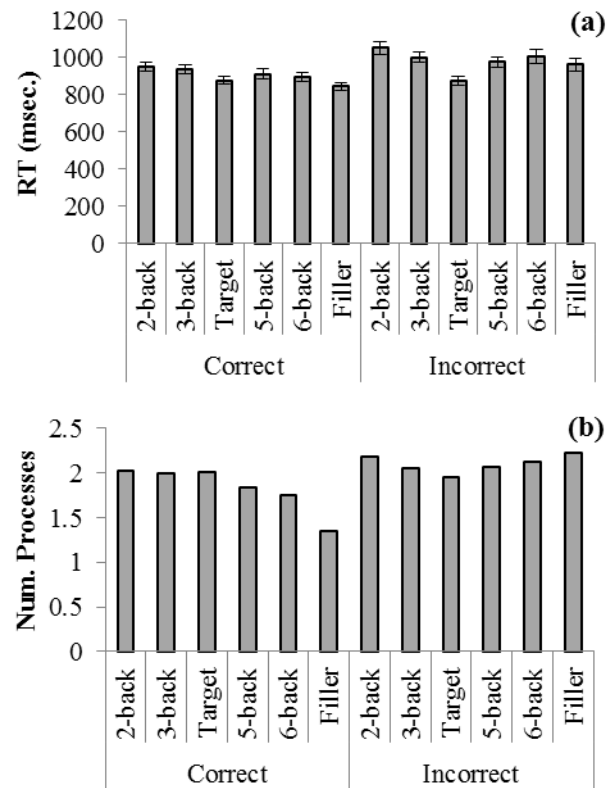 (a)
RT (msec.)
1200
1000
800
600
400
200
0
2-back
3-back
Target
5-back
6-back
Filler
2-back
3-back
Target
5-back
6-back
Filler
Correct
Incorrect
(b)
Num. Processes
2.5
2
1.5
1
0.5
0
2-back
3-back
Target
5-back
6-back
Filler
2-back
3-back
Target
5-back
6-back
Filler
Correct
Incorrect